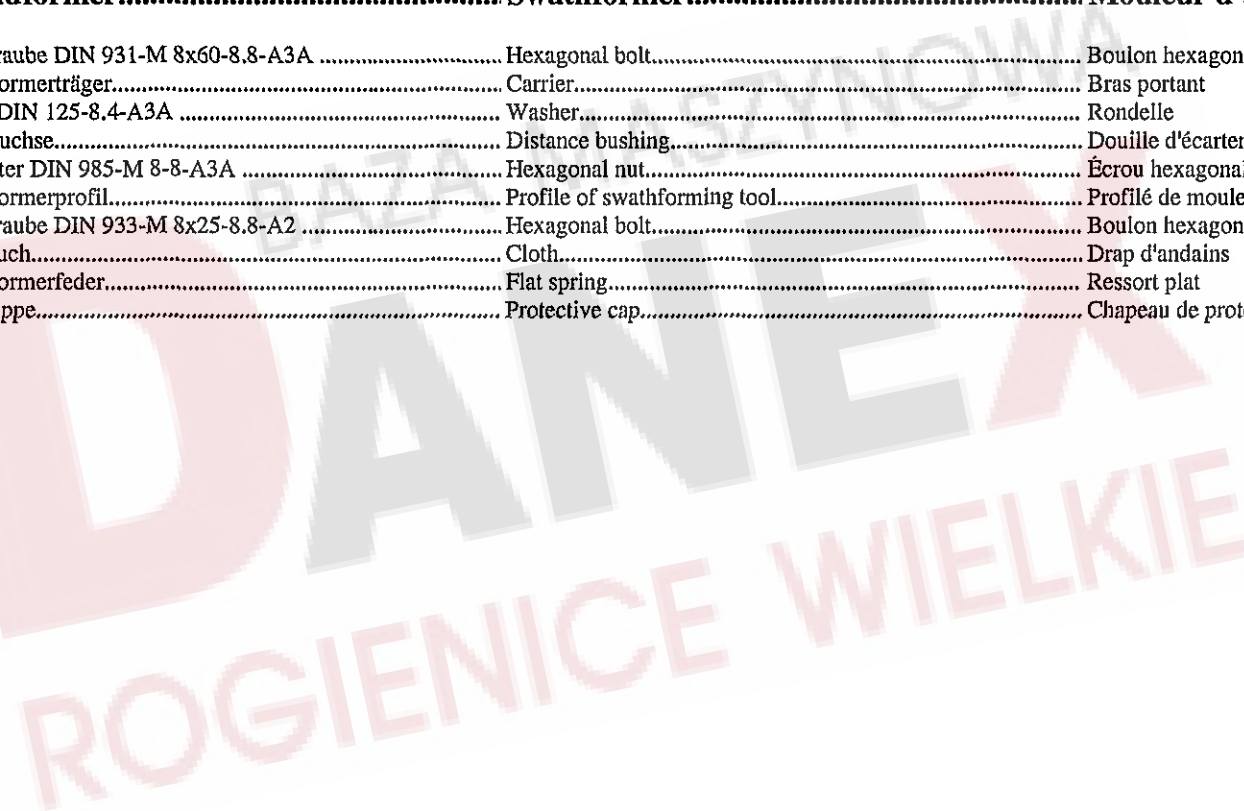 Swathformer
raube DIN 931-M 8x60-8.8-A3A ........ Hexagonal bolt........ Boulon hexagon
ormerträger........ Carrier........ Bras portant
DIN 125-8.4-A3A ........ Washer........ Rondelle
uchse........ Distance bushing........ Douille d'écarter
ter DIN 985-M 8-8-A3A ........ Hexagonal nut........ Écrou hexagonal
ormerprofil........ Profile of swathforming tool........ Profilé de moule
raube DIN 933-M 8x25-8.8-A2 ........ Hexagonal bolt........ Boulon hexagon
uch........ Cloth........ Drap d'andains
ormerfeder........ Flat spring........ Ressort plat
ppe........ Protective cap........ Chapeau de prot
BAZA MASZYNOWA
DANEX
ROGIENICE WIELKIE